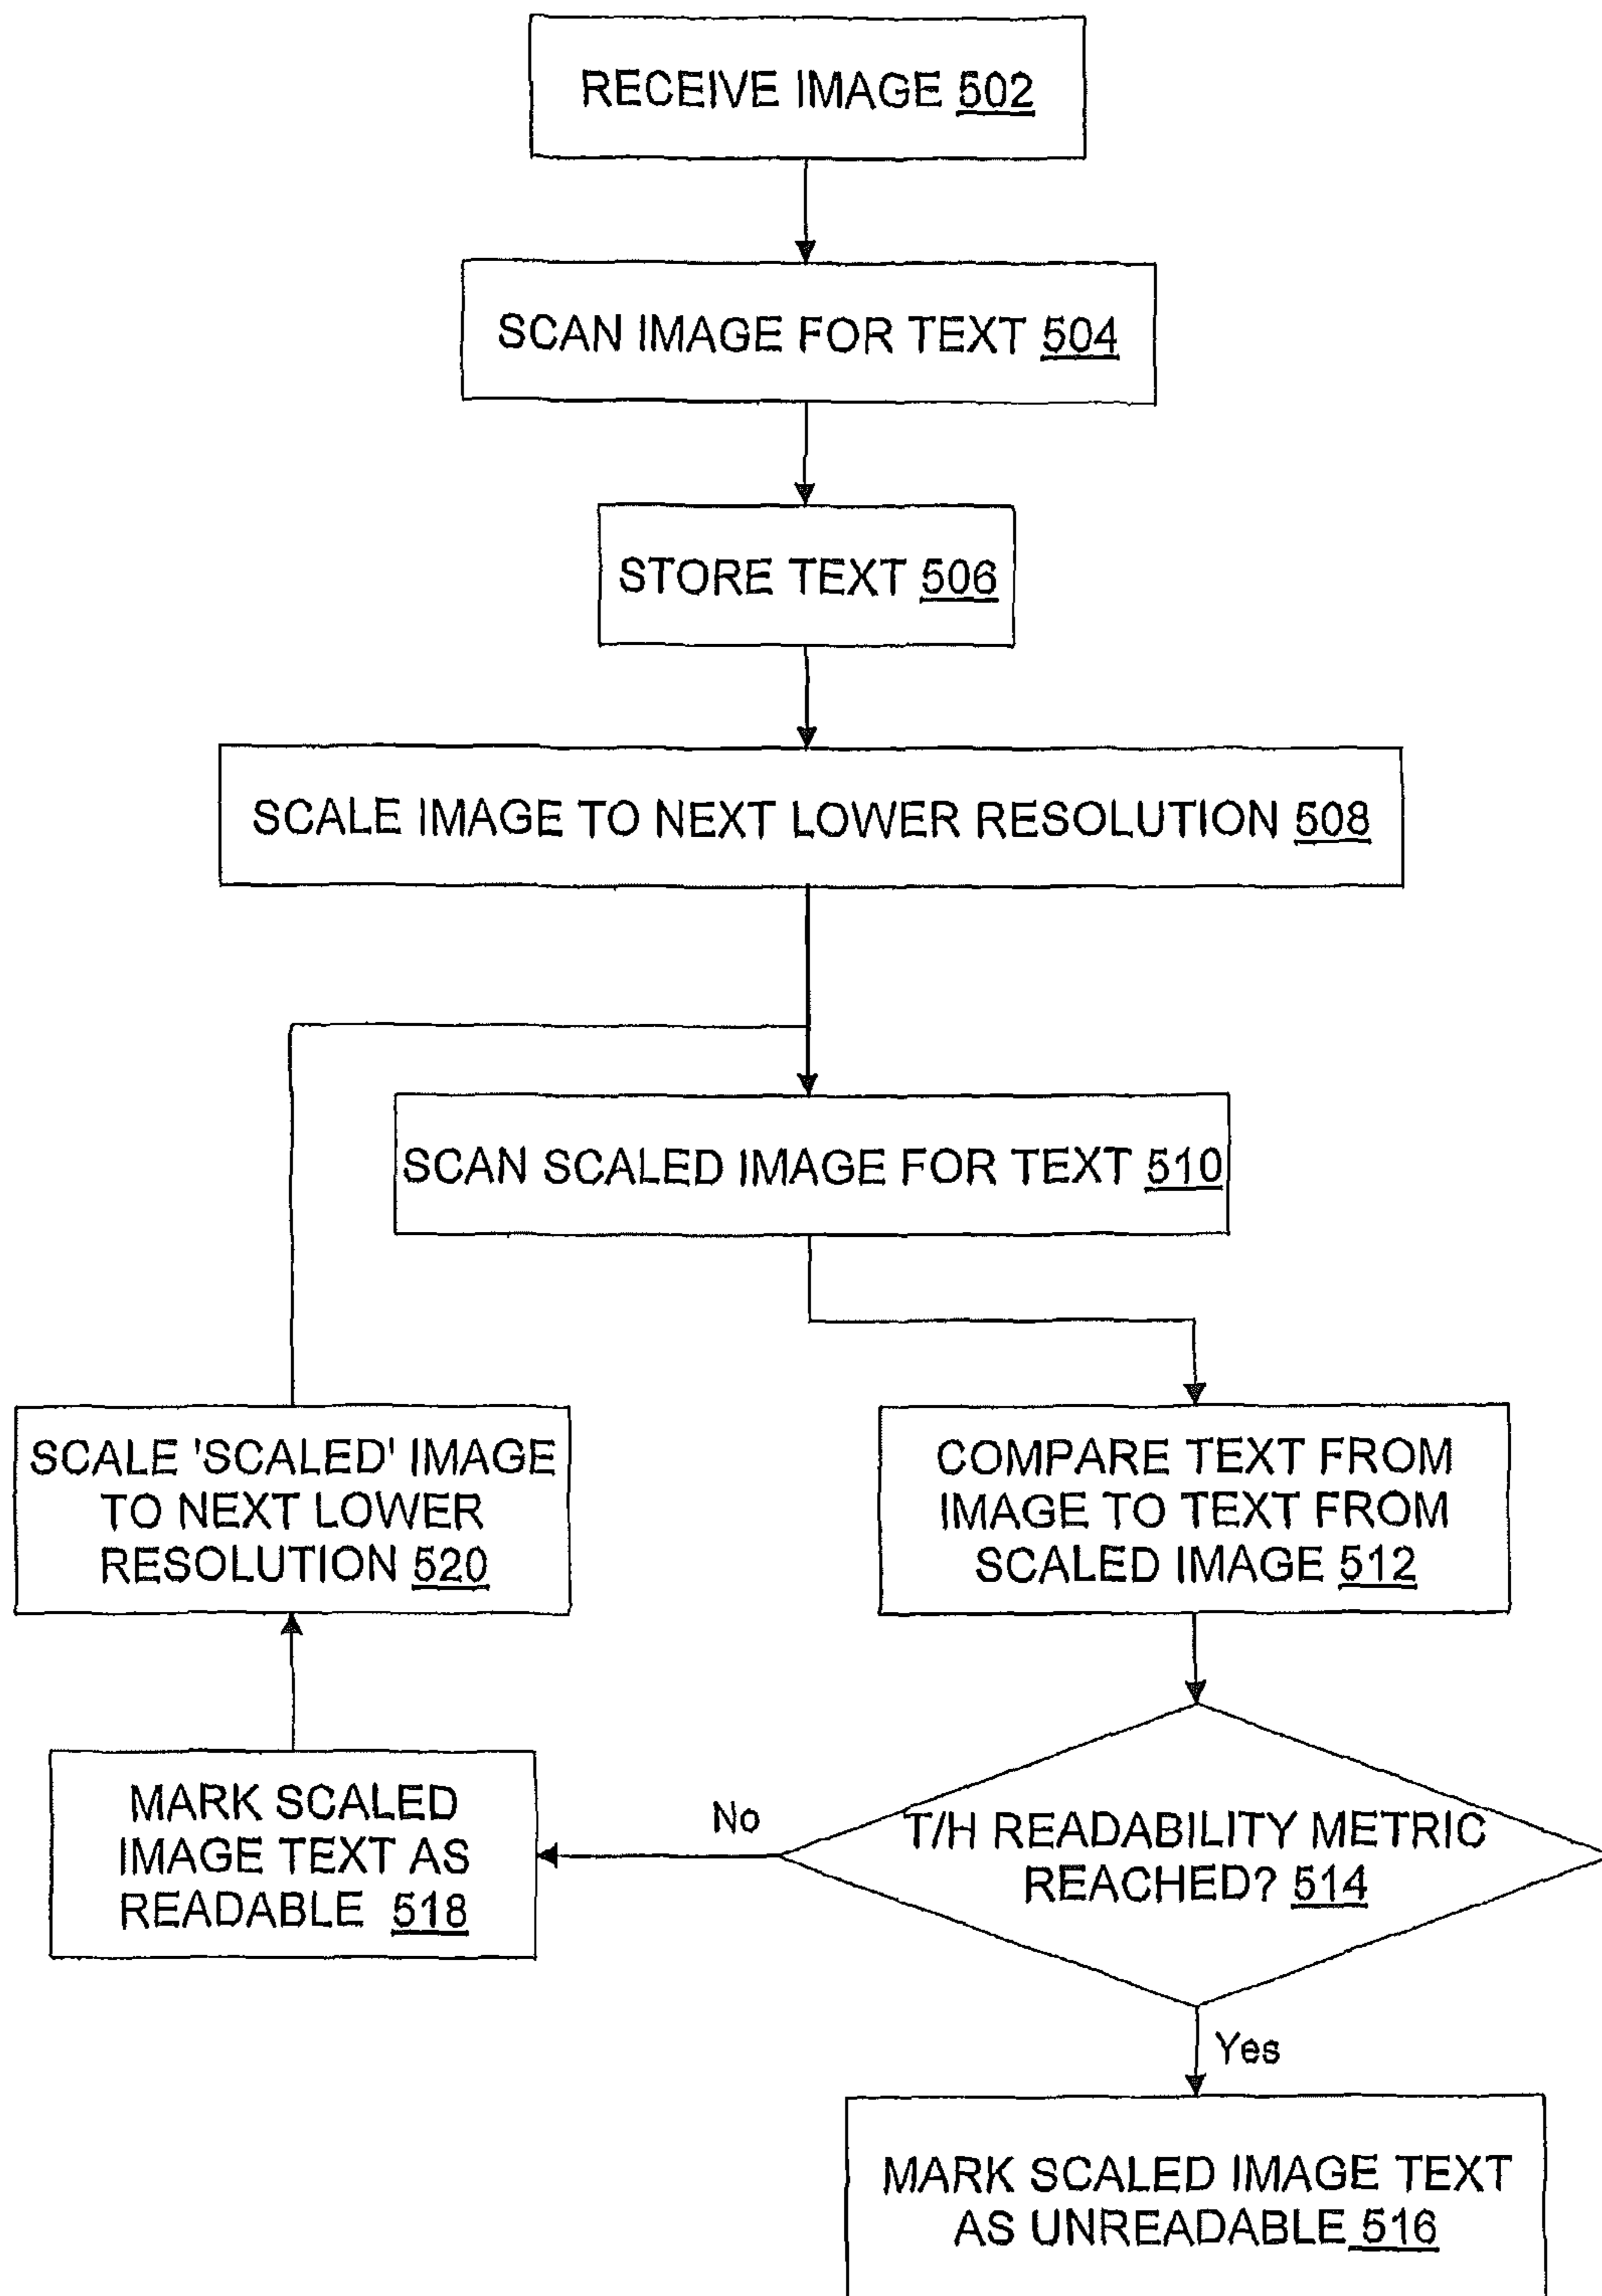 RECEIVE IMAGE 502
SCAN IMAGE FOR TEXT 504
STORE TEXT 506
SCALE IMAGE TO NEXT LOWER RESOLUTION 508
SCAN SCALED IMAGE FOR TEXT 510
SCALE 'SCALED' IMAGE
TO NEXT LOWER
RESOLUTION 520
COMPARE TEXT FROM
IMAGE TO TEXT FROM
SCALED IMAGE 512
MARK SCALED
IMAGE TEXT AS
READABLE 518
No
T/H READABILITY METRIC
REACHED? 514
Yes
MARK SCALED IMAGE TEXT
AS UNREADABLE 516